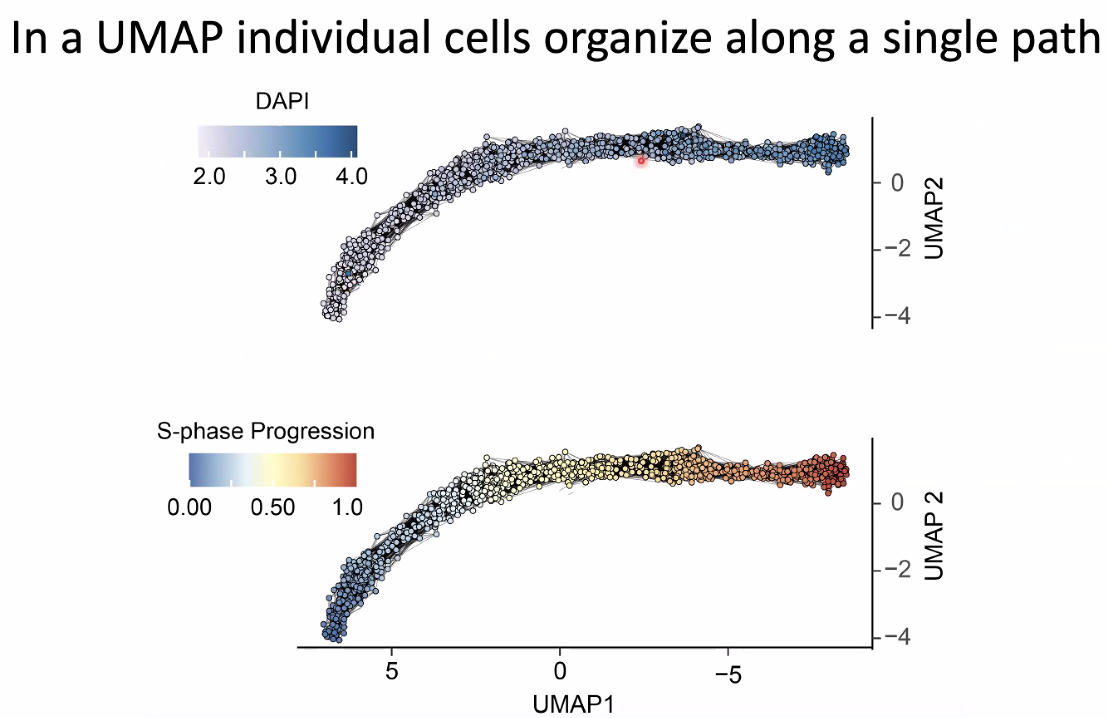 In a UMAP individual cells organize along a single path
DAPI
2.0 3.0 4.0
0
−2
−4
UMAP2
S-phase Progression
0.00 0.50 1.0
0
−2
−4
UMAP 2
5 0 −5
UMAP1